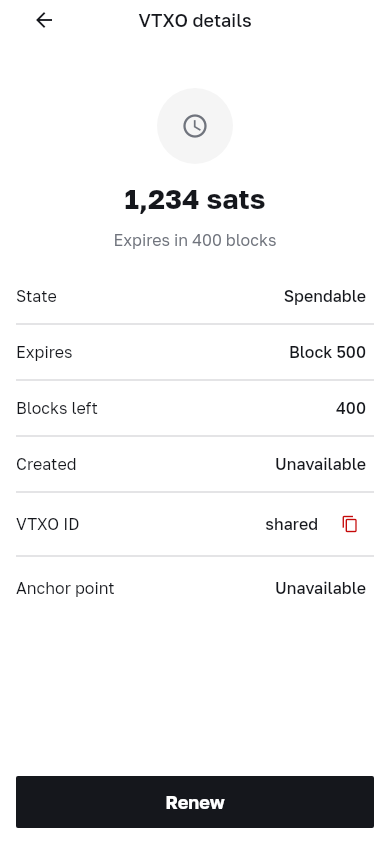 VTXO details
1,234 sats
Expires in 400 blocks
State Spendable
Expires Block 500
Blocks left 400
Created Unavailable
VTXO ID shared
Anchor point Unavailable
Renew